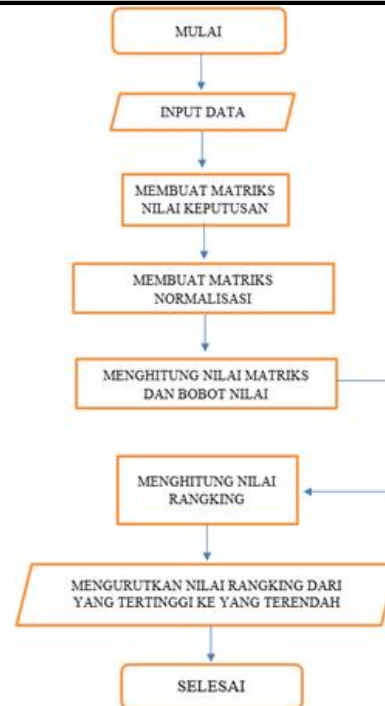 MULAI
INPUT DATA
MEMBUAT MATRIKS
NILAI KEPUTUSAN
MEMBUAT MATRIKS
NORMALISASI
MENGHITUNG NILAI MATRIKS
DAN BOBOT NILAI
MENGHITUNG NILAI
RANGKING
MENGURUTKAN NILAI RANGKING DARI
YANG TERTINGGI KE YANG TERENDAH
SELESAI